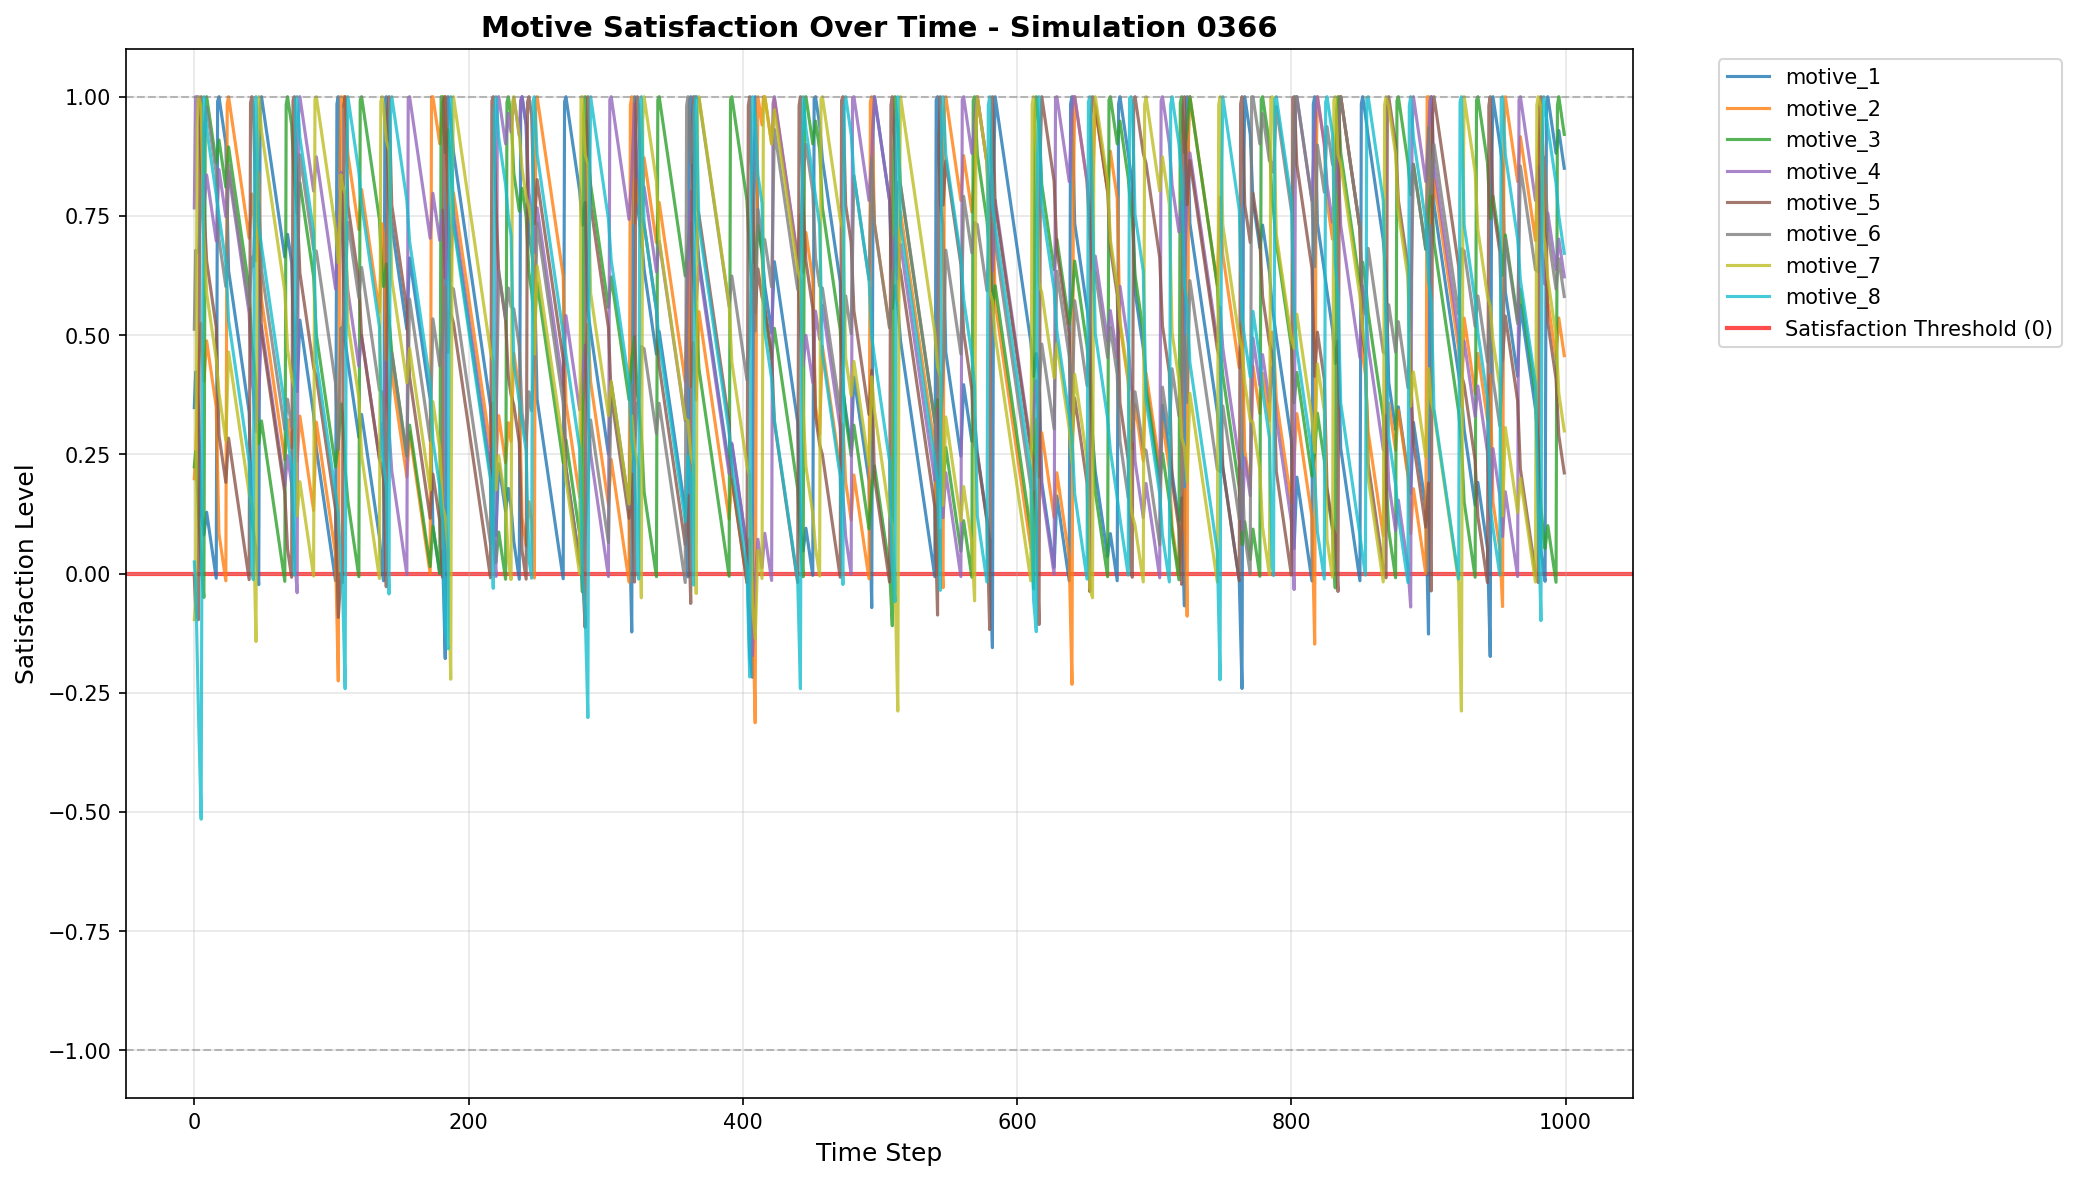 Motive Satisfaction Over Time - Simulation 0366
1.00
0.75
0.50
0.25
0.00
−0.25
−0.50
−0.75
−1.00
Satisfaction Level
0
200
400
600
800
1000
Time Step
motive_1
motive_2
motive_3
motive_4
motive_5
motive_6
motive_7
motive_8
Satisfaction Threshold (0)